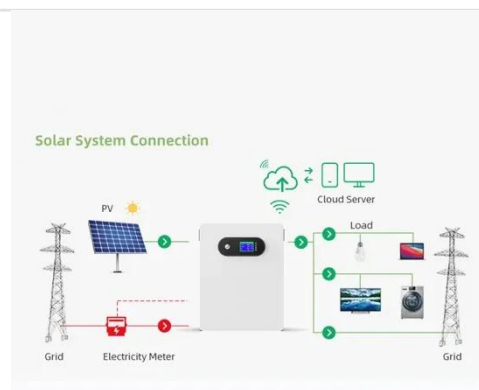 Solar System Connection
Cloud Server
PV
Load
Grid
Electricity Meter
Grid